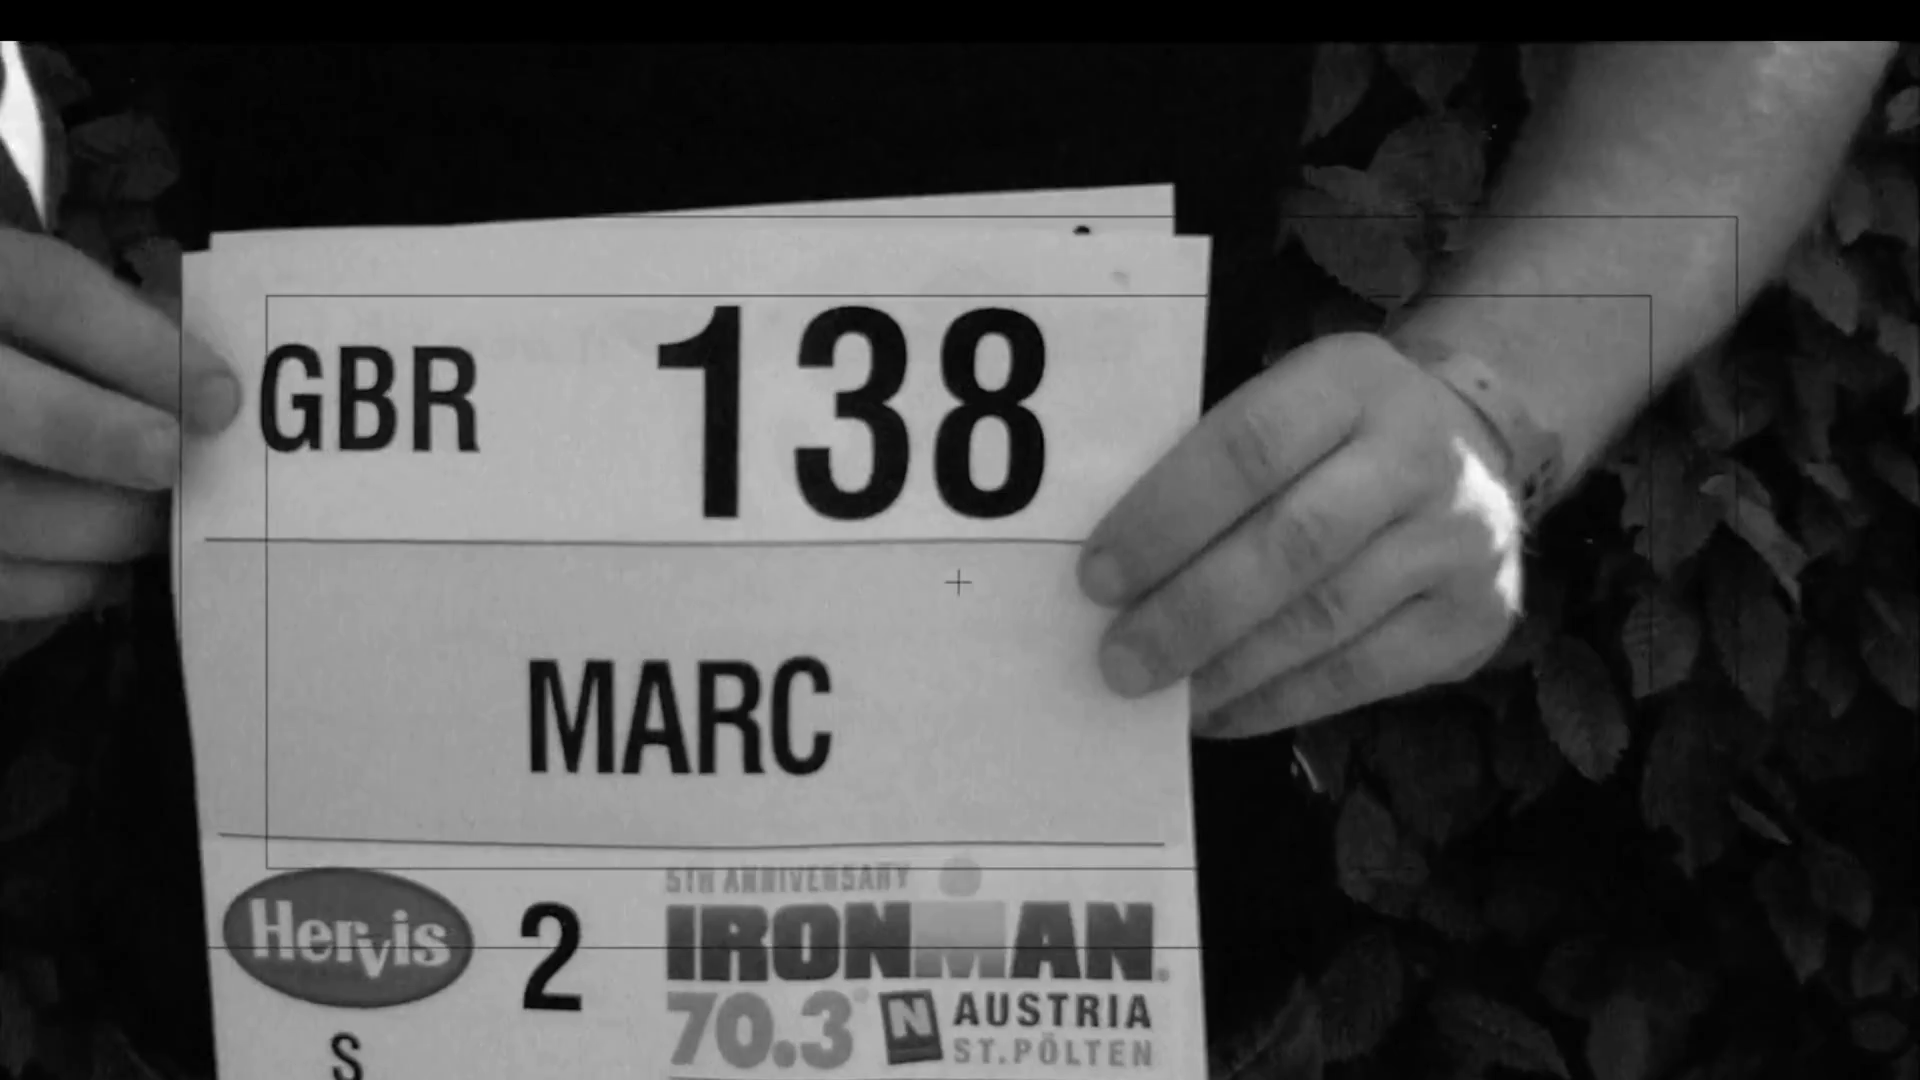 GBR 138
MARC
5TH ANNIVERSARY
IRONMAN
Hervis 2
70.3 N AUSTRIA
ST.PÖLTEN
S